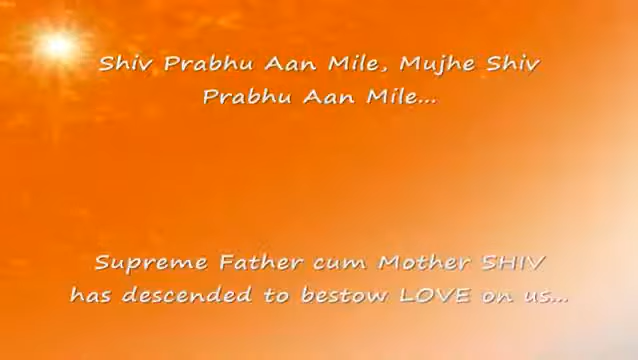 Shiv Prabhu Aan Mile, Mujhe Shiv
Prabhu Aan Mile...
Supreme Father cum Mother SHIV
has descended to bestow LOVE on us...